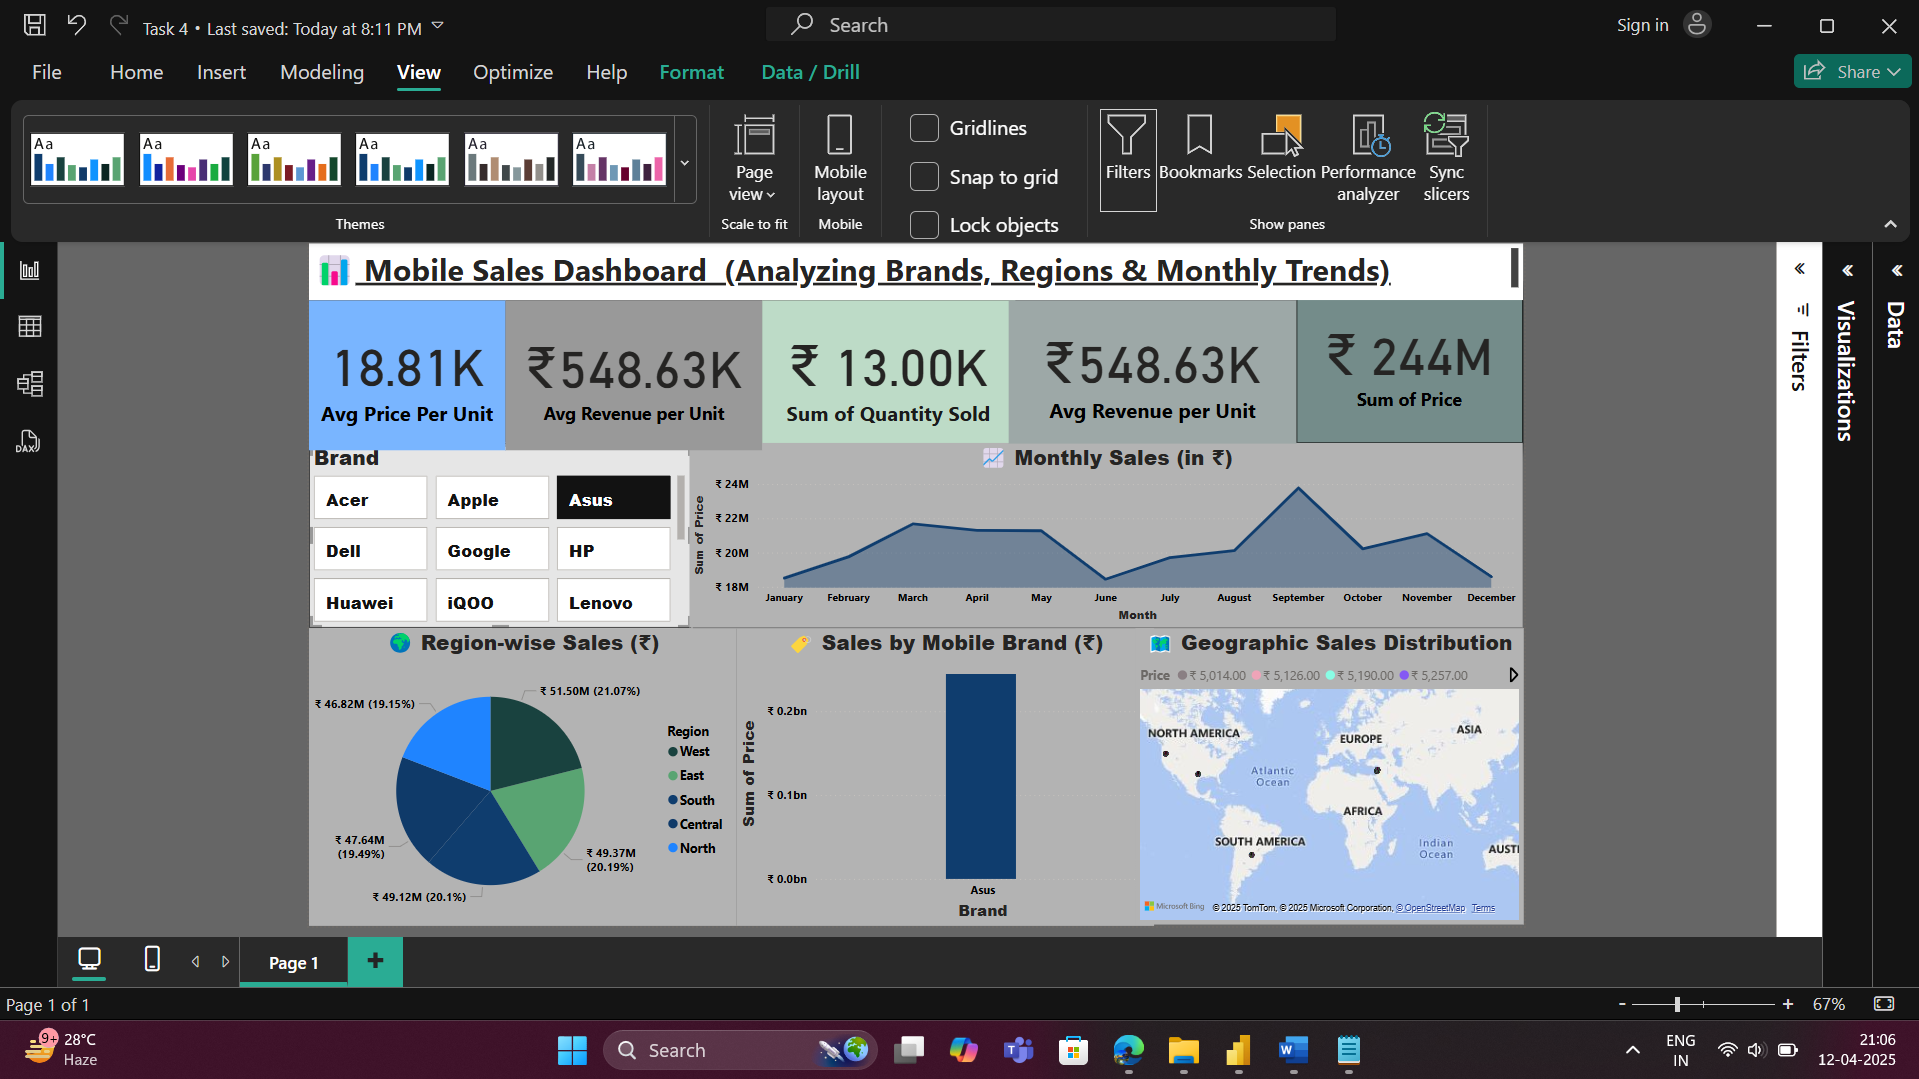 Task 4 • Last saved: Today at 8:11 PM
Search
Sign in
File Home Insert Modeling View Optimize Help Format Data / Drill
Share
Aa Aa Aa Aa Aa Aa
Themes
Page view
Scale to fit
Mobile layout
Mobile
Gridlines
Snap to grid
Lock objects
Filters
Bookmarks
Selection
Performance analyzer
Sync slicers
Show panes
DAX
Mobile Sales Dashboard (Analyzing Brands, Regions & Monthly Trends)
18.81K
Avg Price Per Unit
₹548.63K
Avg Revenue per Unit
₹ 13.00K
Sum of Quantity Sold
₹548.63K
Avg Revenue per Unit
₹ 244M
Sum of Price
Filters
Visualizations
Data
Brand
Acer Apple Asus
Dell Google HP
Huawei iQOO Lenovo
Monthly Sales (in ₹)
Sum of Price
₹ 24M
₹ 22M
₹ 20M
₹ 18M
January February March April May June July August September October November December
Month
Region-wise Sales (₹)
₹ 51.50M (21.07%)
₹ 46.82M (19.15%)
₹ 47.64M
(19.49%)
₹ 49.37M
(20.19%)
₹ 49.12M (20.1%)
Region
West
East
South
Central
North
Sales by Mobile Brand (₹)
Sum of Price
₹ 0.2bn
₹ 0.1bn
₹ 0.0bn
Asus
Brand
Geographic Sales Distribution
Price ₹ 5,014.00 ₹ 5,126.00 ₹ 5,190.00 ₹ 5,257.00
NORTH AMERICA
EUROPE
ASIA
Atlantic
Ocean
AFRICA
SOUTH AMERICA
Indian
Ocean
AUSTI
Microsoft Bing
© 2025 TomTom, © 2025 Microsoft Corporation, © OpenStreetMap Terms
Page 1
+
Page 1 of 1
- + 67%
9+
28°C
Haze
Search
ENG
IN
21:06
12-04-2025